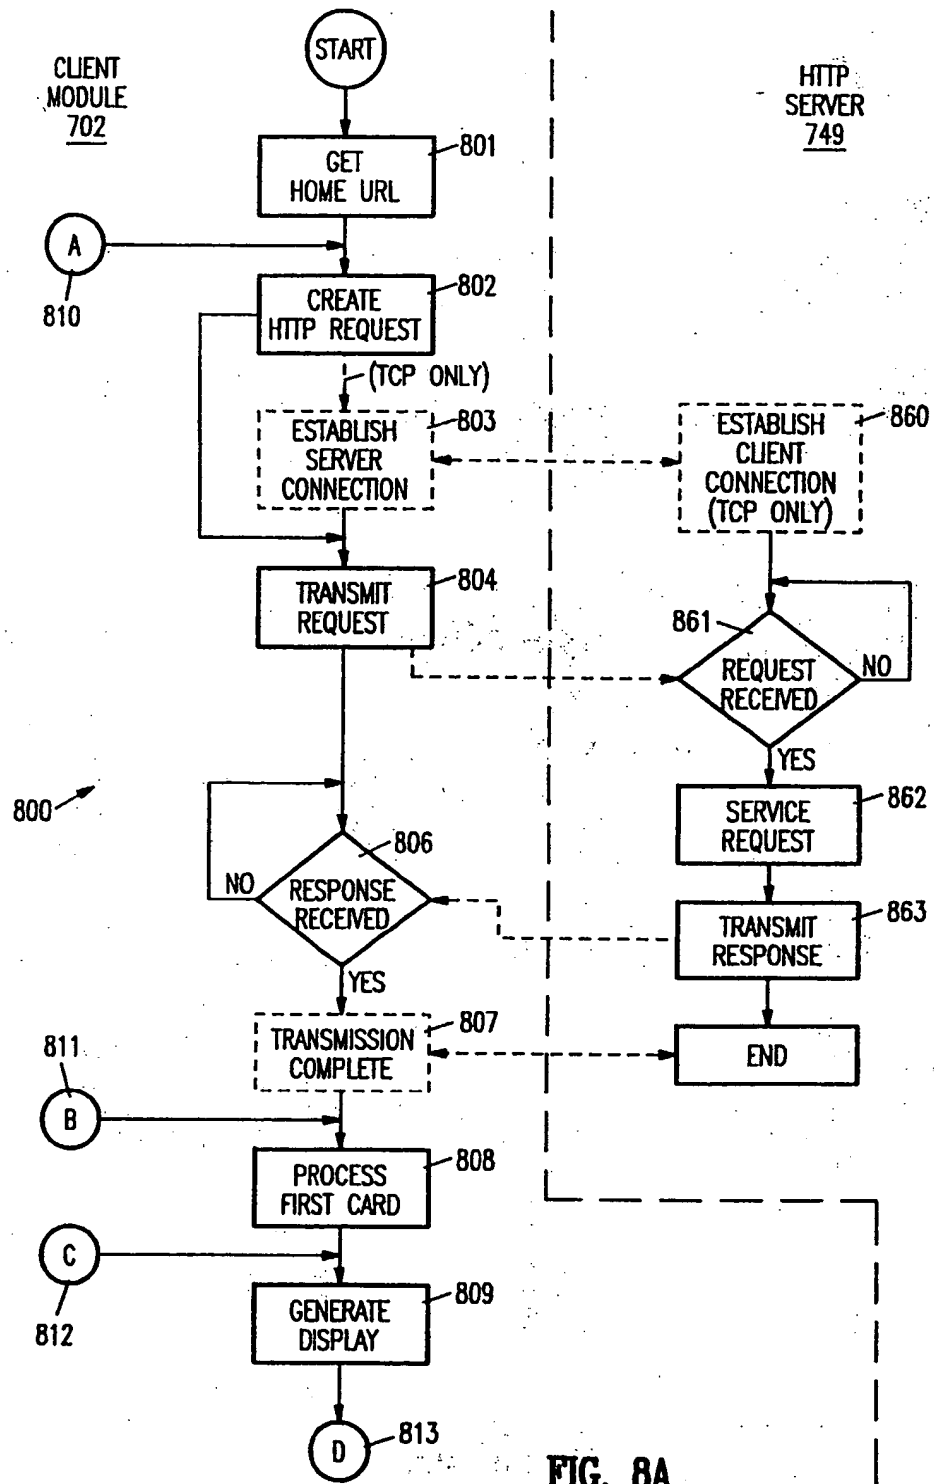 START
CLIENT
MODULE
702
HTTP
SERVER
749
801
GET
HOME URL
A
810
802
CREATE
HTTP REQUEST
(TCP ONLY)
803
ESTABLISH
SERVER
CONNECTION
860
ESTABLISH
CLIENT
CONNECTION
(TCP ONLY)
804
TRANSMIT
REQUEST
861
REQUEST
RECEIVED
NO
YES
800
862
SERVICE
REQUEST
806
RESPONSE
RECEIVED
NO
YES
863
TRANSMIT
RESPONSE
807
TRANSMISSION
COMPLETE
END
811
B
808
PROCESS
FIRST CARD
C
812
809
GENERATE
DISPLAY
D
813
FIG. 8A